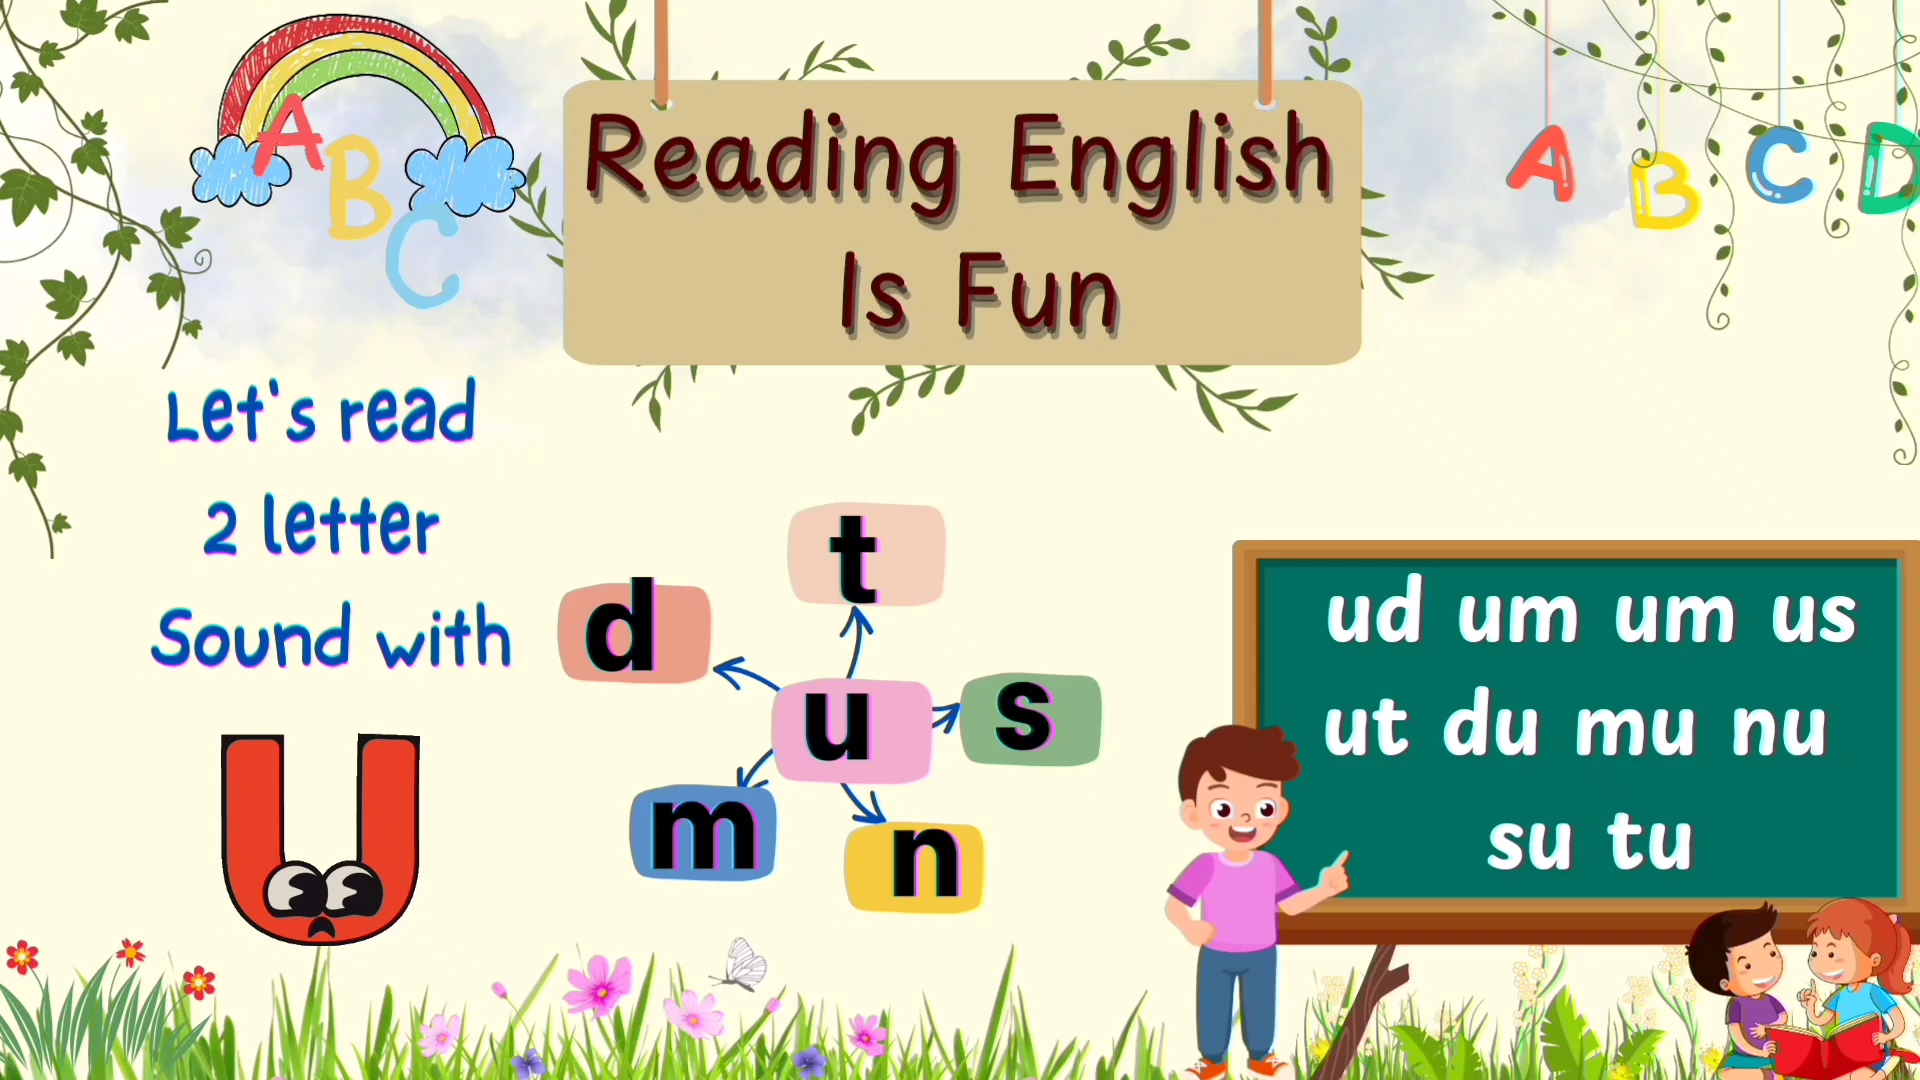 A
B
C
Reading English
Is Fun
A B C D
Let's read
2 letter
Sound with
U
t
d
u
s
m
n
ud um um us
ut du mu nu
su tu